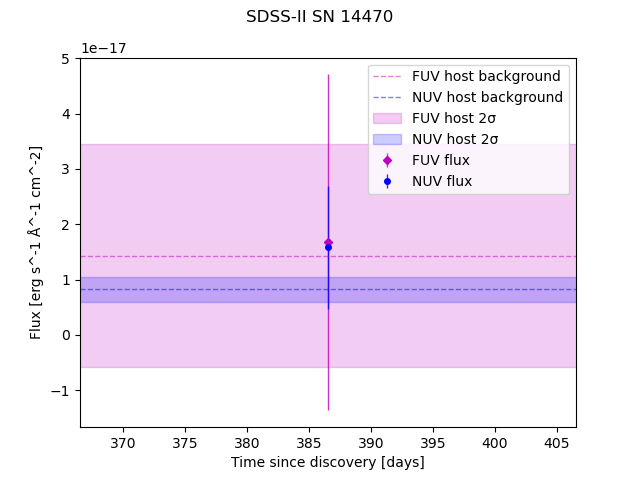 SDSS-II SN 14470
1e−17
FUV host background
NUV host background
FUV host 2σ
NUV host 2σ
FUV flux
NUV flux
5
4
3
2
1
0
−1
Flux [erg s^-1 Å^-1 cm^-2]
370 375 380 385 390 395 400 405
Time since discovery [days]